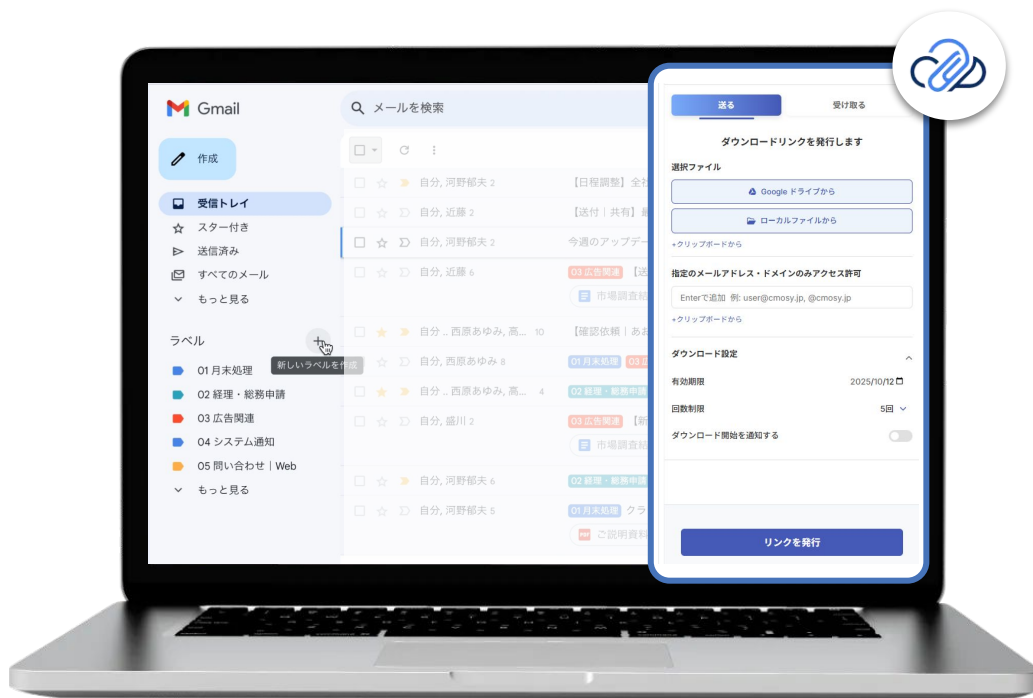 Gmail
メールを検索
作成
受信トレイ
スター付き
送信済み
すべてのメール
もっと見る
ラベル
新しいラベルを作成
01 月末処理
02 経理・総務申請
03 広告関連
04 システム通知
05 問い合わせ｜Web
もっと見る
自分, 河野郁夫 2 【日程調整】全社
自分, 近藤 2 【送付｜共有】
自分, 河野郁夫 2 今週のアップデー
自分, 近藤 6 03 広告関連 【送
市場調査結
自分 .. 西原あゆみ, 高... 10 【確認依頼｜あお
自分, 西原あゆみ 8 01 月末処理 03
自分 .. 西原あゆみ, 高... 4 02 経理・総務申請
自分, 盛川 2 03 広告関連 【新
市場調査結
自分, 河野郁夫 6 02 経理・総務申請
自分, 河野郁夫 5 01 月末処理 クラ
PDF ご説明資料
送る 受け取る
ダウンロードリンクを発行します
選択ファイル
Google ドライブから
ローカルファイルから
+クリップボードから
指定のメールアドレス・ドメインのみアクセス許可
Enterで追加 例: user@cmosy.jp, @cmosy.jp
+クリップボードから
ダウンロード設定
有効期限 2025/10/12
回数制限 5回
ダウンロード開始を通知する
リンクを発行